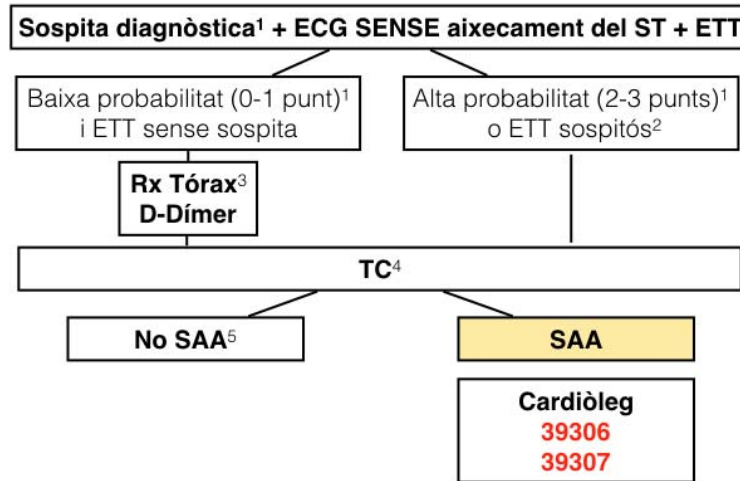 Sospita diagnòstica¹ + ECG SENSE aixecament del ST + ETT
Baixa probabilitat (0-1 punt)¹
i ETT sense sospita
Alta probabilitat (2-3 punts)¹
o ETT sospitós²
Rx Tórax³
D-Dímer
TC⁴
No SAA⁵
SAA
Cardiòleg
39306
39307